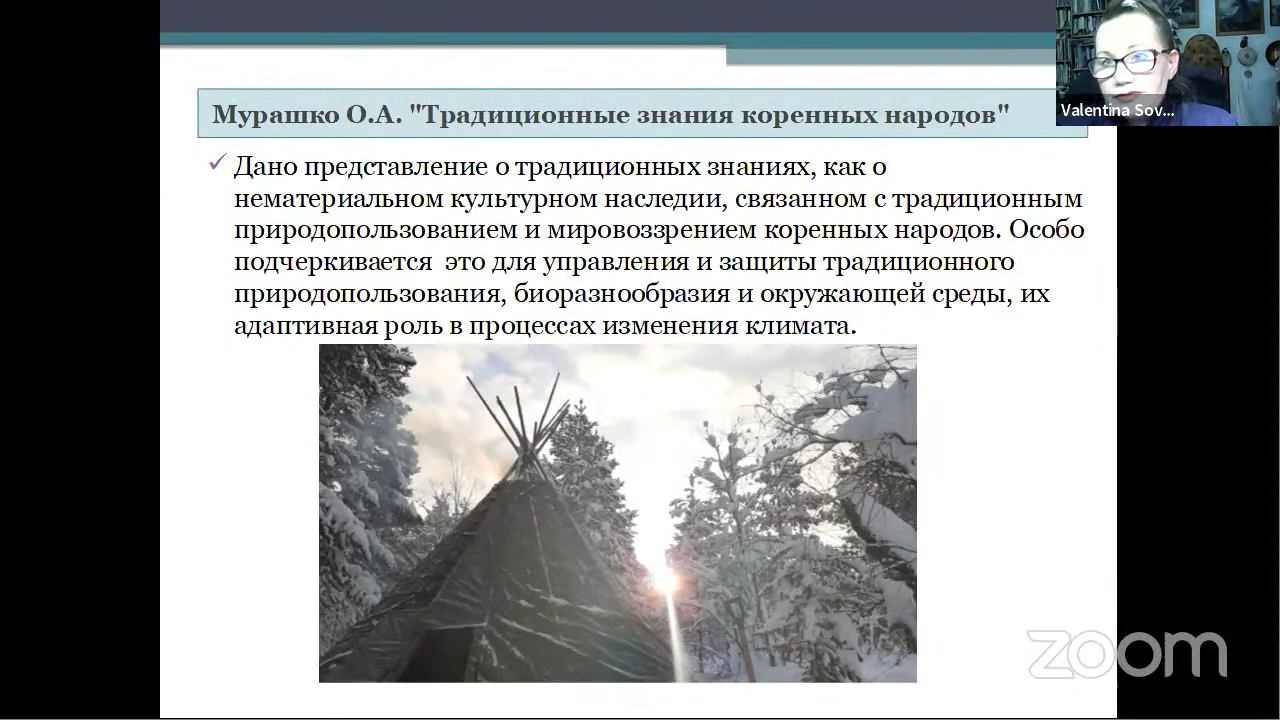 Мурашко О.А. "Традиционные знания коренных народов"
Дано представление о традиционных знаниях, как о
нематериальном культурном наследии, связанном с традиционным
природопользованием и мировоззрением коренных народов. Особо
подчеркивается  это для управления и защиты традиционного
природопользования, биоразнообразия и окружающей среды, их
адаптивная роль в процессах изменения климата.
Valentina Sov...
zoom